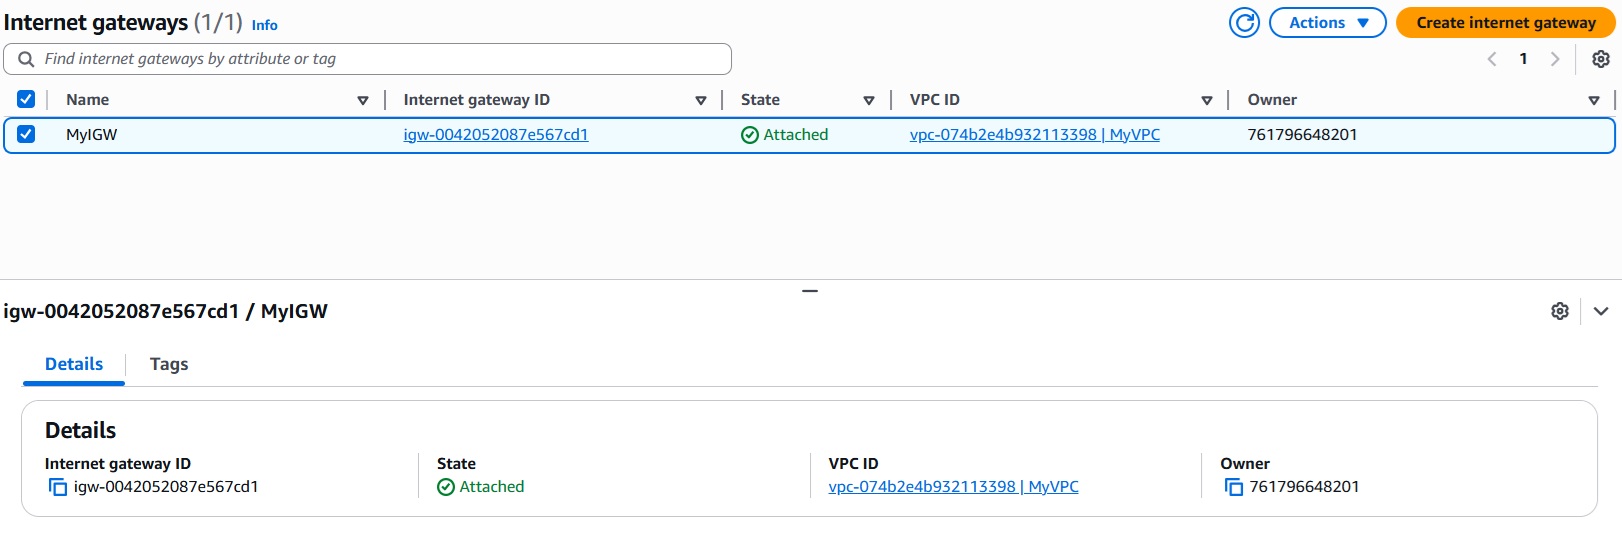 Internet gateways (1/1) Info Actions Create internet gateway
Find internet gateways by attribute or tag 1
Name Internet gateway ID State VPC ID Owner
MyIGW igw-0042052087e567cd1 Attached vpc-074b2e4b932113398 | MyVPC 761796648201
igw-0042052087e567cd1 / MyIGW
Details Tags
Details
Internet gateway ID State VPC ID Owner
igw-0042052087e567cd1 Attached vpc-074b2e4b932113398 | MyVPC 761796648201